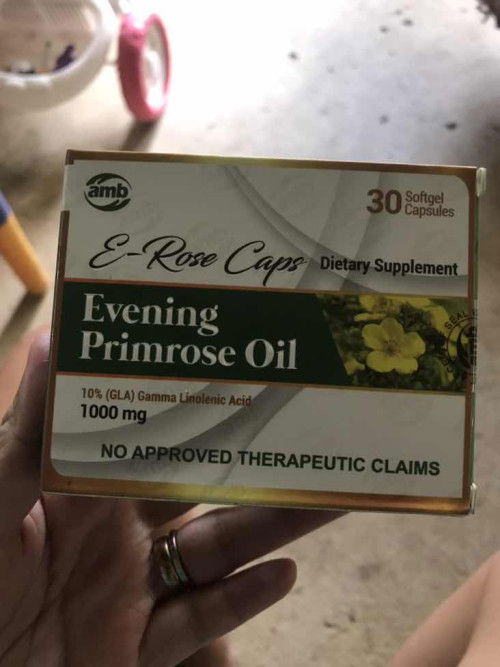 amb
30 Softgel
Capsules
E-Rose Caps Dietary Supplement
Evening
Primrose Oil
10% (GLA) Gamma Linolenic Acid
1000 mg
NO APPROVED THERAPEUTIC CLAIMS
SEAL